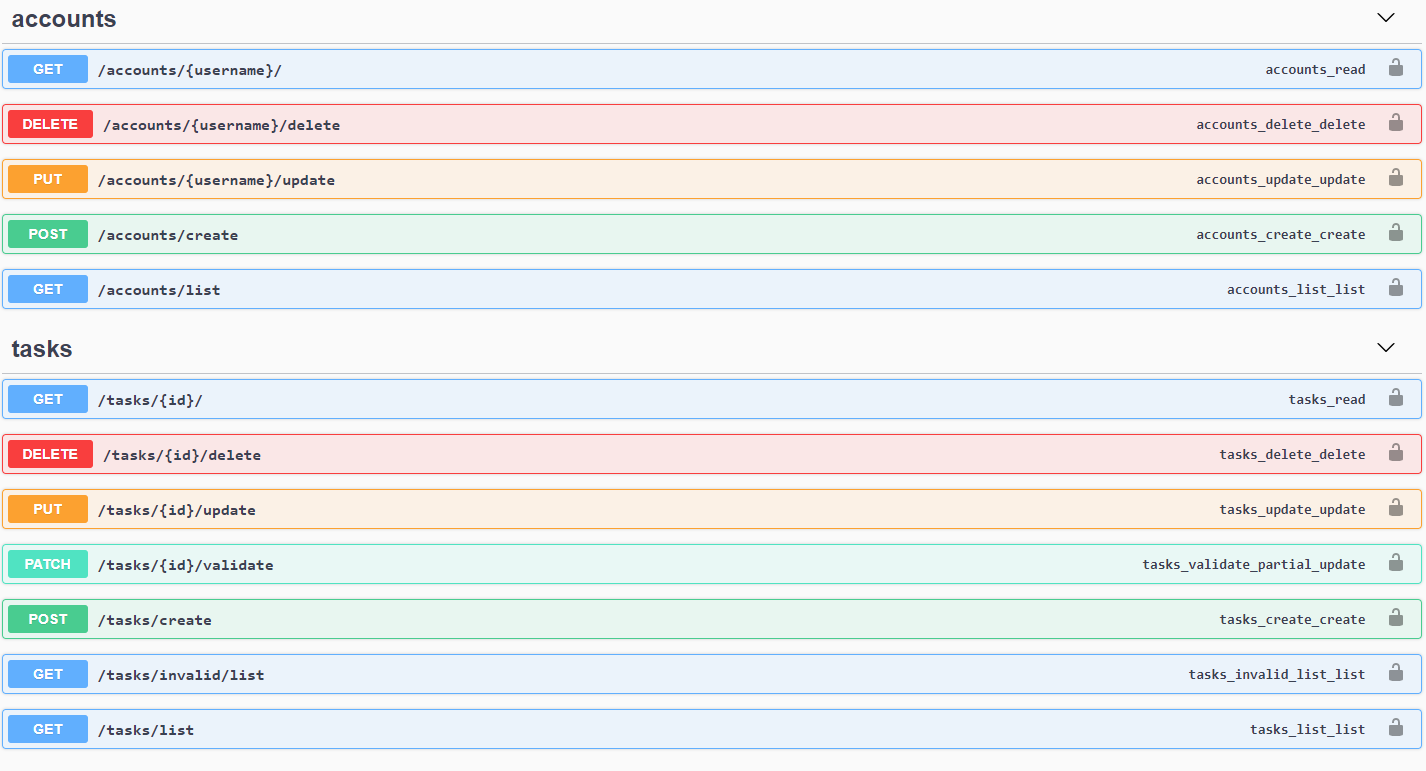 accounts
GET /accounts/{username}/ accounts_read
DELETE /accounts/{username}/delete accounts_delete_delete
PUT /accounts/{username}/update accounts_update_update
POST /accounts/create accounts_create_create
GET /accounts/list accounts_list_list
tasks
GET /tasks/{id}/ tasks_read
DELETE /tasks/{id}/delete tasks_delete_delete
PUT /tasks/{id}/update tasks_update_update
PATCH /tasks/{id}/validate tasks_validate_partial_update
POST /tasks/create tasks_create_create
GET /tasks/invalid/list tasks_invalid_list_list
GET /tasks/list tasks_list_list